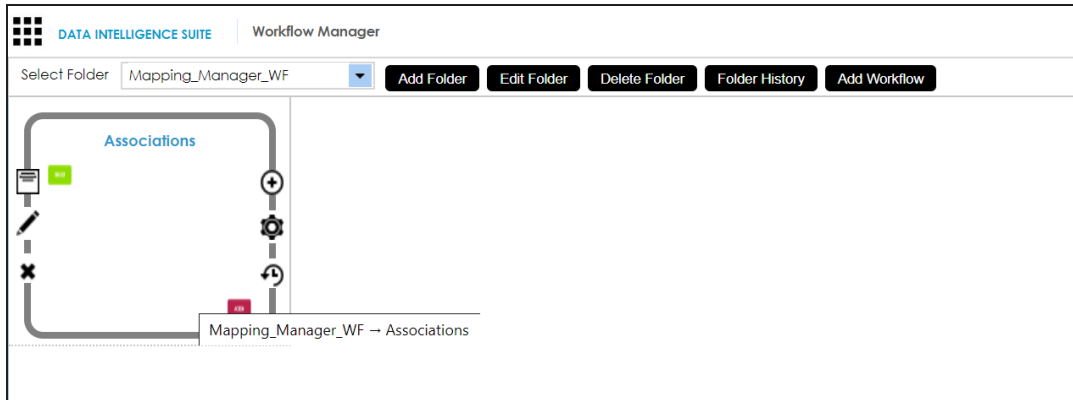 DATA INTELLIGENCE SUITE Workflow Manager
Select Folder Mapping_Manager_WF Add Folder Edit Folder Delete Folder Folder History Add Workflow
Associations
Mapping_Manager_WF → Associations